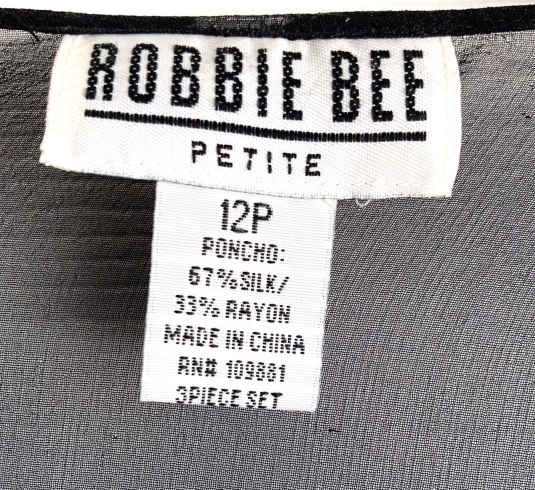 ROBBIE BEE
PETITE
12P
PONCHO:
67%SILK/
33% RAYON
MADE IN CHINA
RN# 109881
3PIECE SET